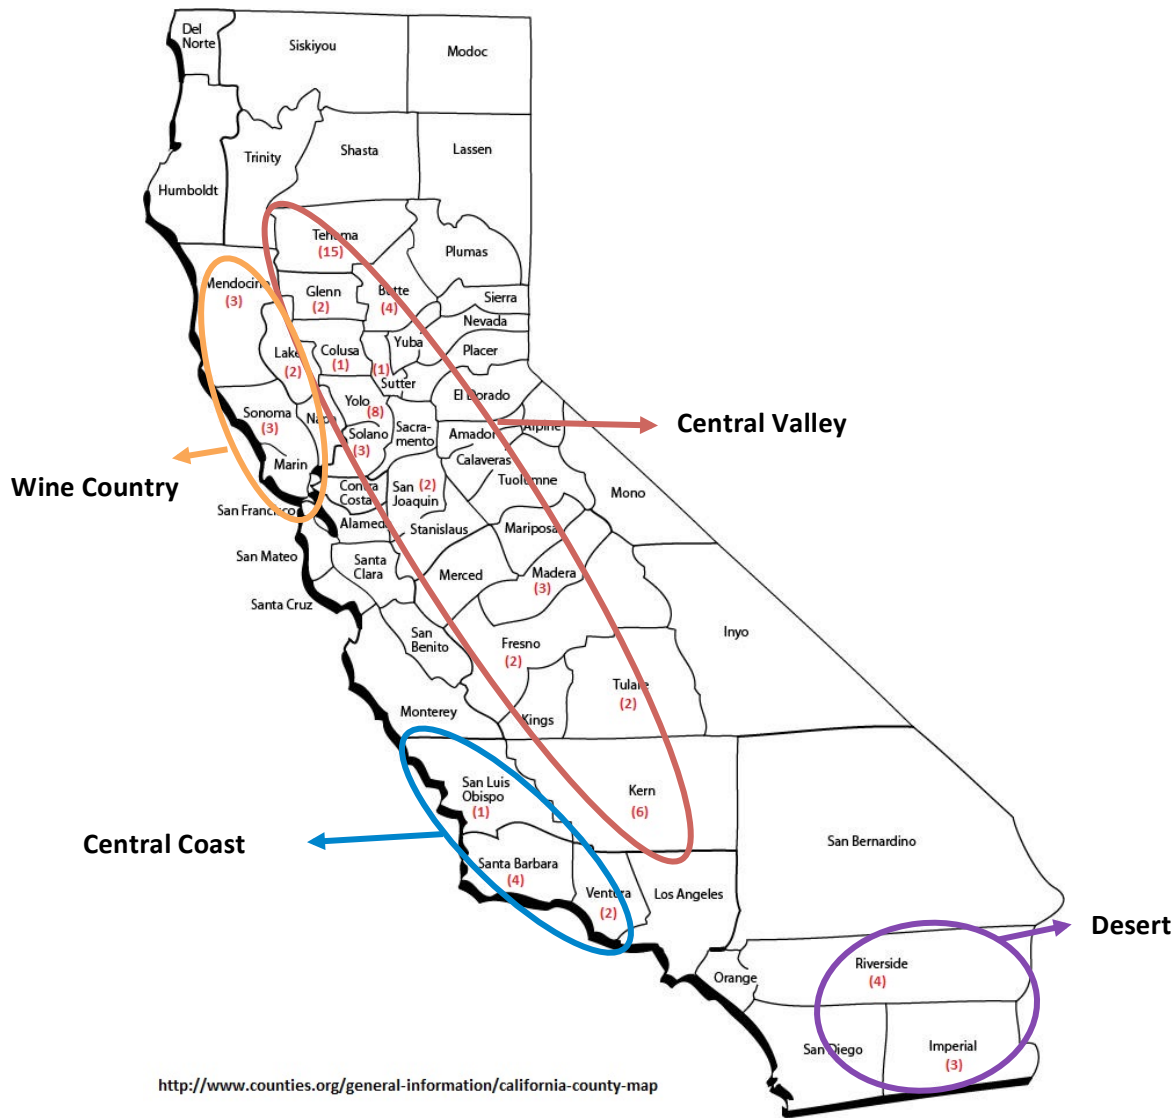 Del
Norte
Siskiyou
Modoc
Trinity
Shasta
Lassen
Humboldt
Tehama
(15)
Plumas
Mendocino
(3)
Glenn
(2)
Butte
(4)
Sierra
Nevada
Yuba
Placer
Lake
(2)
Colusa
(1)
(1)
Sutter
El Dorado
Yolo
(8)
Sonoma
(3)
Napa
Solano
(3)
Sacra-
mento
Amador
Alpine
Central Valley
Calaveras
Marin
Wine Country
Contra
Costa
San
Joaquin
(2)
Tuolumne
Mono
San Francisco
Alameda
Stanislaus
Mariposa
San Mateo
Santa
Clara
Merced
Madera
(3)
Santa Cruz
San
Benito
Fresno
(2)
Inyo
Tulare
(2)
Monterey
Kings
San Luis
Obispo
(1)
Kern
(6)
Central Coast
San Bernardino
Santa Barbara
(4)
Ventura
(2)
Los Angeles
Desert
Riverside
(4)
Orange
San Diego
Imperial
(3)
http://www.counties.org/general-information/california-county-map